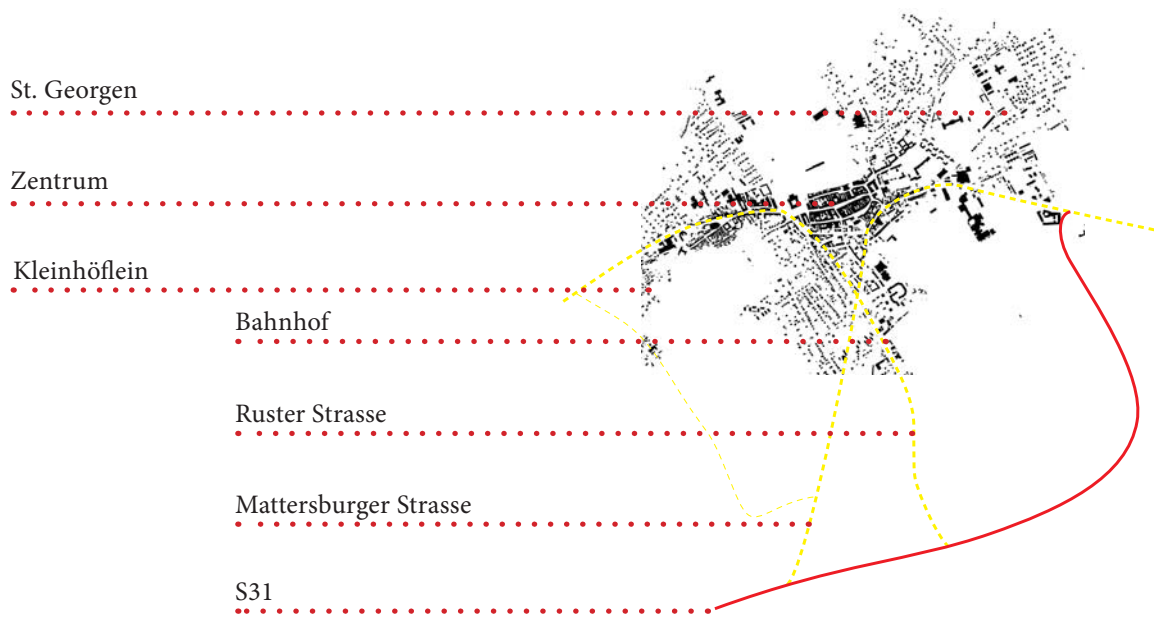 St. Georgen
Zentrum
Kleinhöflein
Bahnhof
Ruster Strasse
Mattersburger Strasse
S31